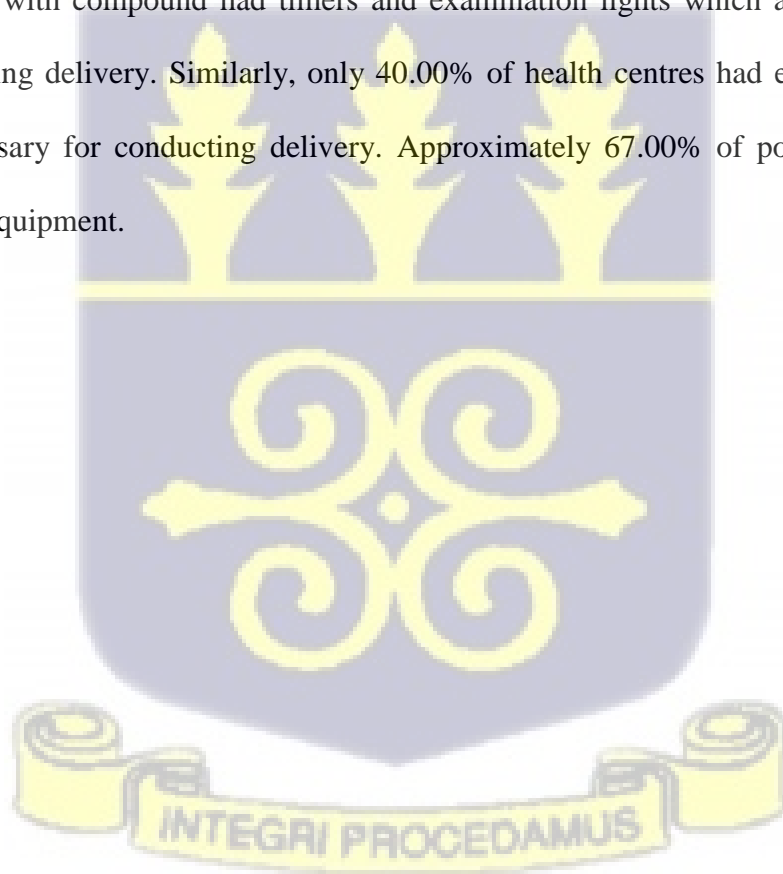 with compound had timers and examination lights which a
ing delivery. Similarly, only 40.00% of health centres had e
sary for conducting delivery. Approximately 67.00% of po
quipment.
INTEGRI PROCEDAMUS